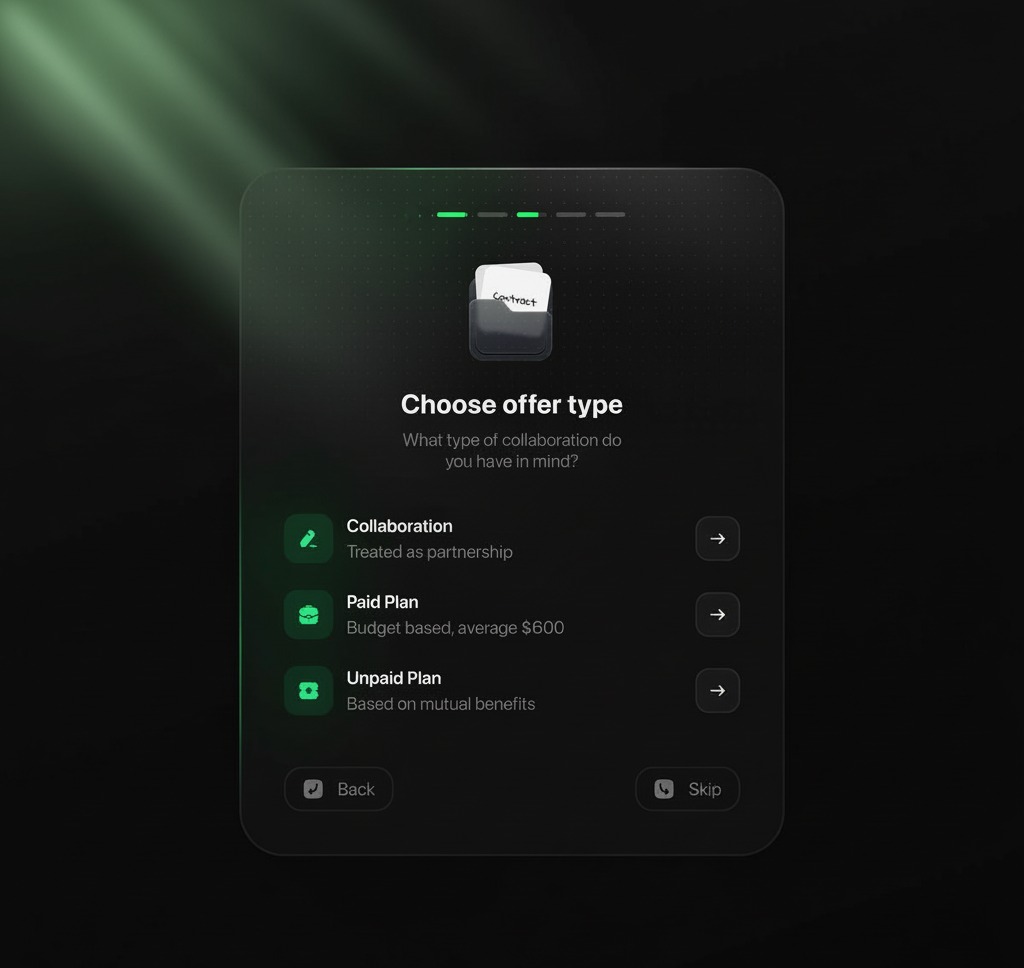 Contract
Choose offer type
What type of collaboration do
you have in mind?
Collaboration
Treated as partnership
Paid Plan
Budget based, average $600
Unpaid Plan
Based on mutual benefits
Back
Skip